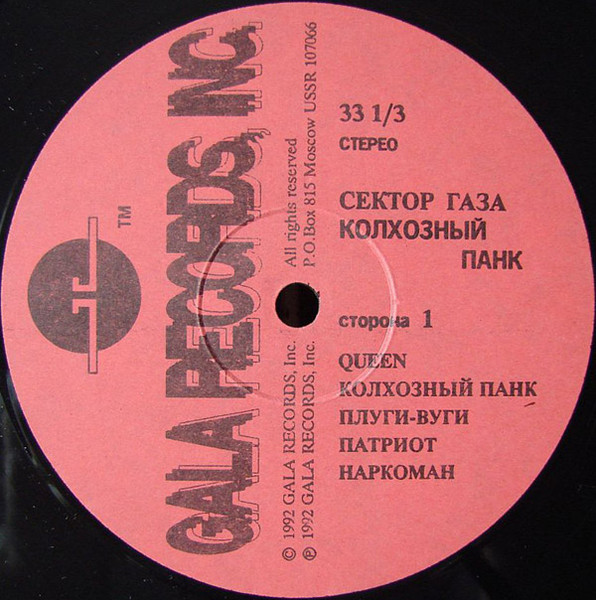 GALA RECORDS, INC.
TM
© 1992 GALA RECORDS, Inc. All rights reserved
℗ 1992 GALA RECORDS, Inc. P.O.Box 815 Moscow USSR 107066
33 1/3
СТЕРЕО
СЕКТОР ГАЗА
КОЛХОЗНЫЙ
ПАНК
сторона 1
QUEEN
КОЛХОЗНЫЙ ПАНК
ПЛУГИ-ВУГИ
ПАТРИОТ
НАРКОМАН